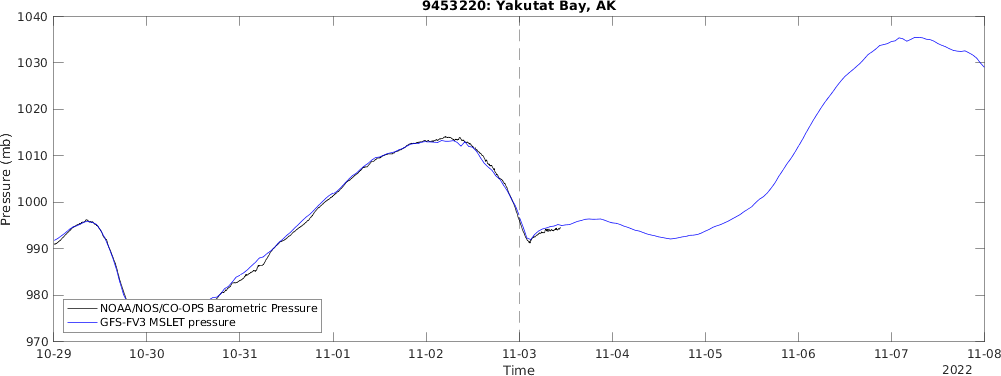 9453220: Yakutat Bay, AK
Pressure (mb)
1040
1030
1020
1010
1000
990
980
970
NOAA/NOS/CO-OPS Barometric Pressure
GFS-FV3 MSLET pressure
10-29 10-30 10-31 11-01 11-02 11-03 11-04 11-05 11-06 11-07 11-08
Time
2022